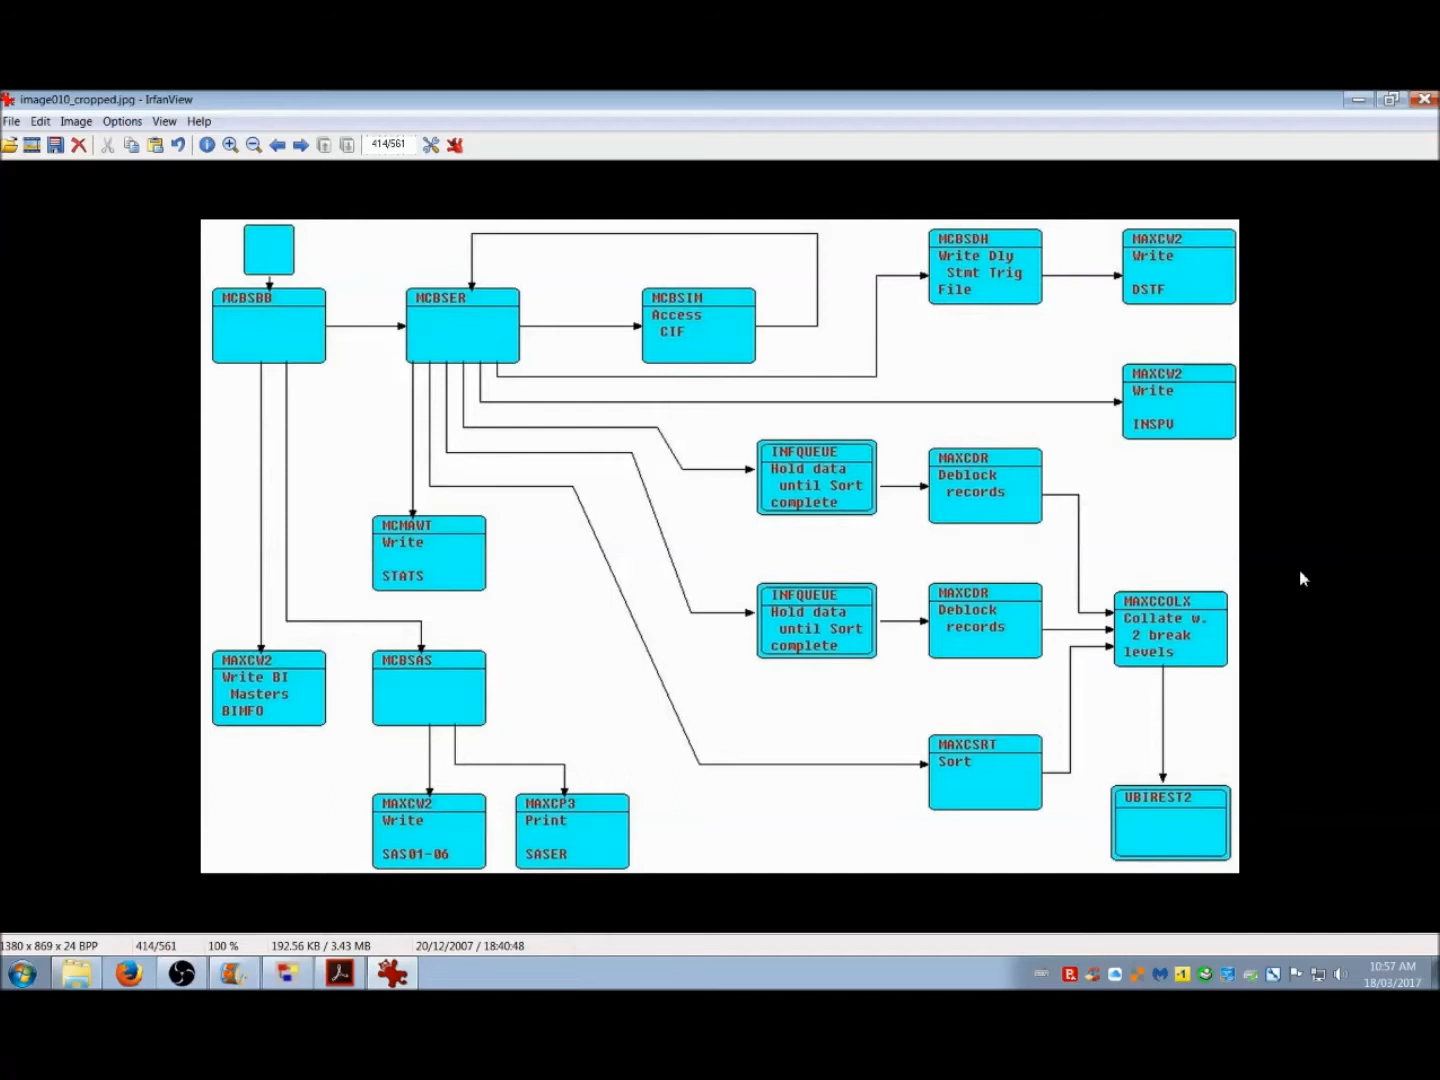 image010_cropped.jpg - IrfanView
File Edit Image Options View Help
414/561
MCBSBB
MCBSER
MCBSIM
Access
CIF
MCBSDH
Write Dly
Stmt Trig
File
MAXCW2
Write
DSTF
MAXCW2
Write
INSPV
INFQUEUE
Hold data
until Sort
complete
MAXCDR
Deblock
records
MCMAWT
Write
STATS
INFQUEUE
Hold data
until Sort
complete
MAXCDR
Deblock
records
MAXCCOLX
Collate w.
2 break
levels
MAXCW2
Write BI
Masters
BIMFO
MCBSAS
MAXCSRT
Sort
UBIREST2
MAXCW2
Write
SAS01-06
MAXCP3
Print
SASER
1380 x 869 x 24 BPP 414/561 100 % 192.56 KB / 3.43 MB 20/12/2007 / 18:40:48
-1
10:57 AM
18/03/2017